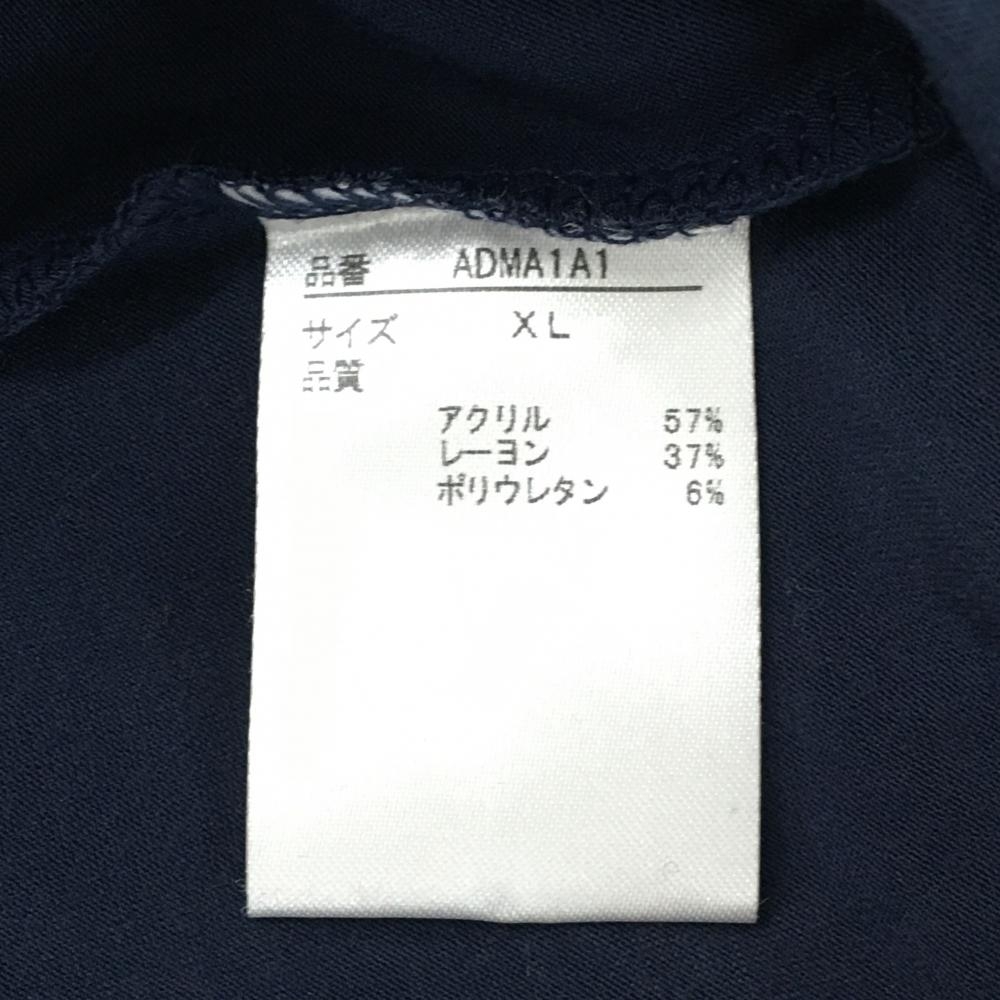 品番 ADMA1A1
サイズ XL
品質
アクリル 57%
レーヨン 37%
ポリウレタン 6%